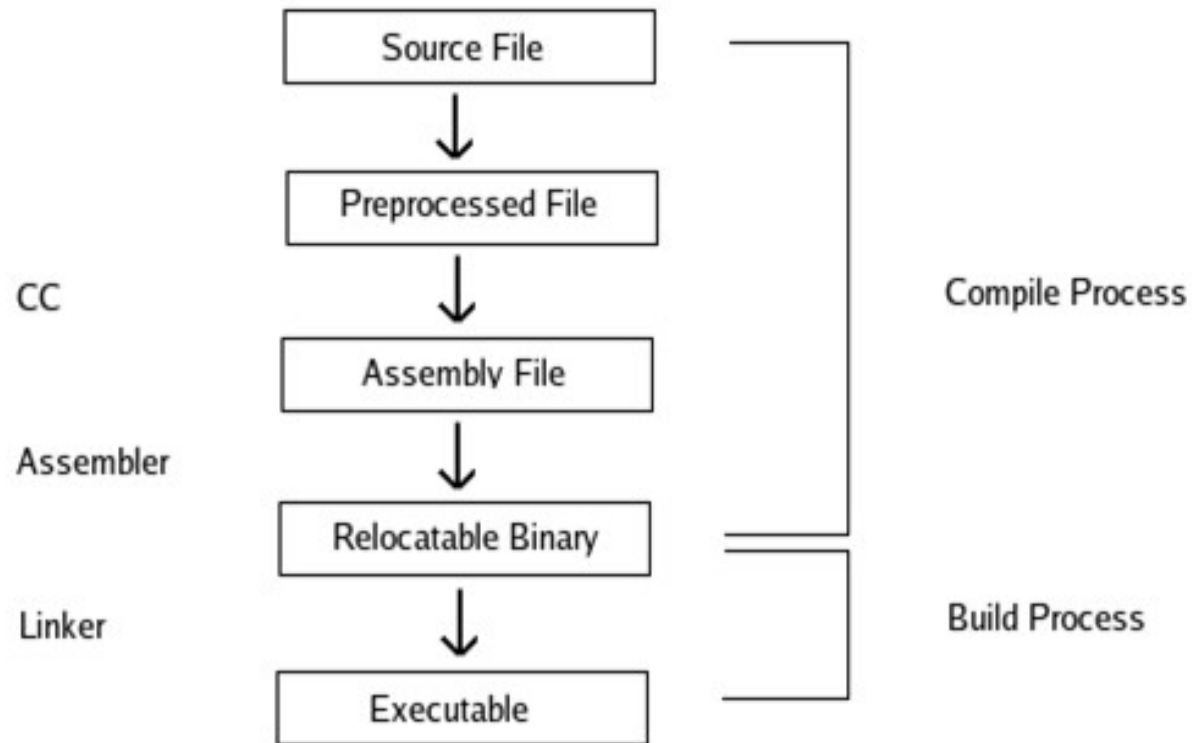 Source File
Preprocessed File
CC
Compile Process
Assembly File
Assembler
Relocatable Binary
Linker
Build Process
Executable